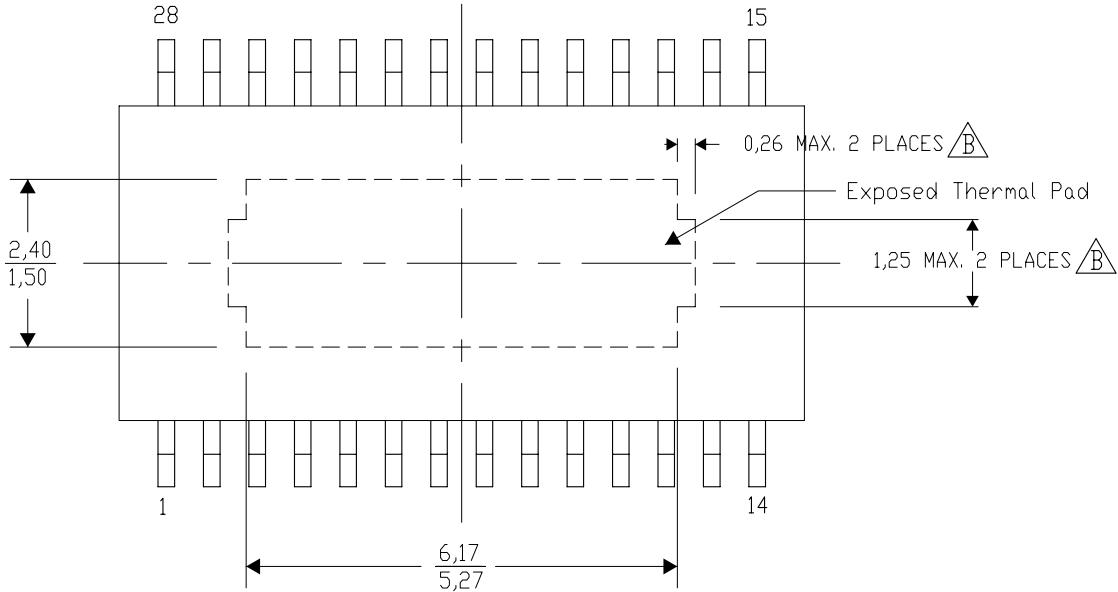 28
15
0,26 MAX. 2 PLACES B
Exposed Thermal Pad
2,40
1,50
1,25 MAX. 2 PLACES B
1
14
6,17
5,27